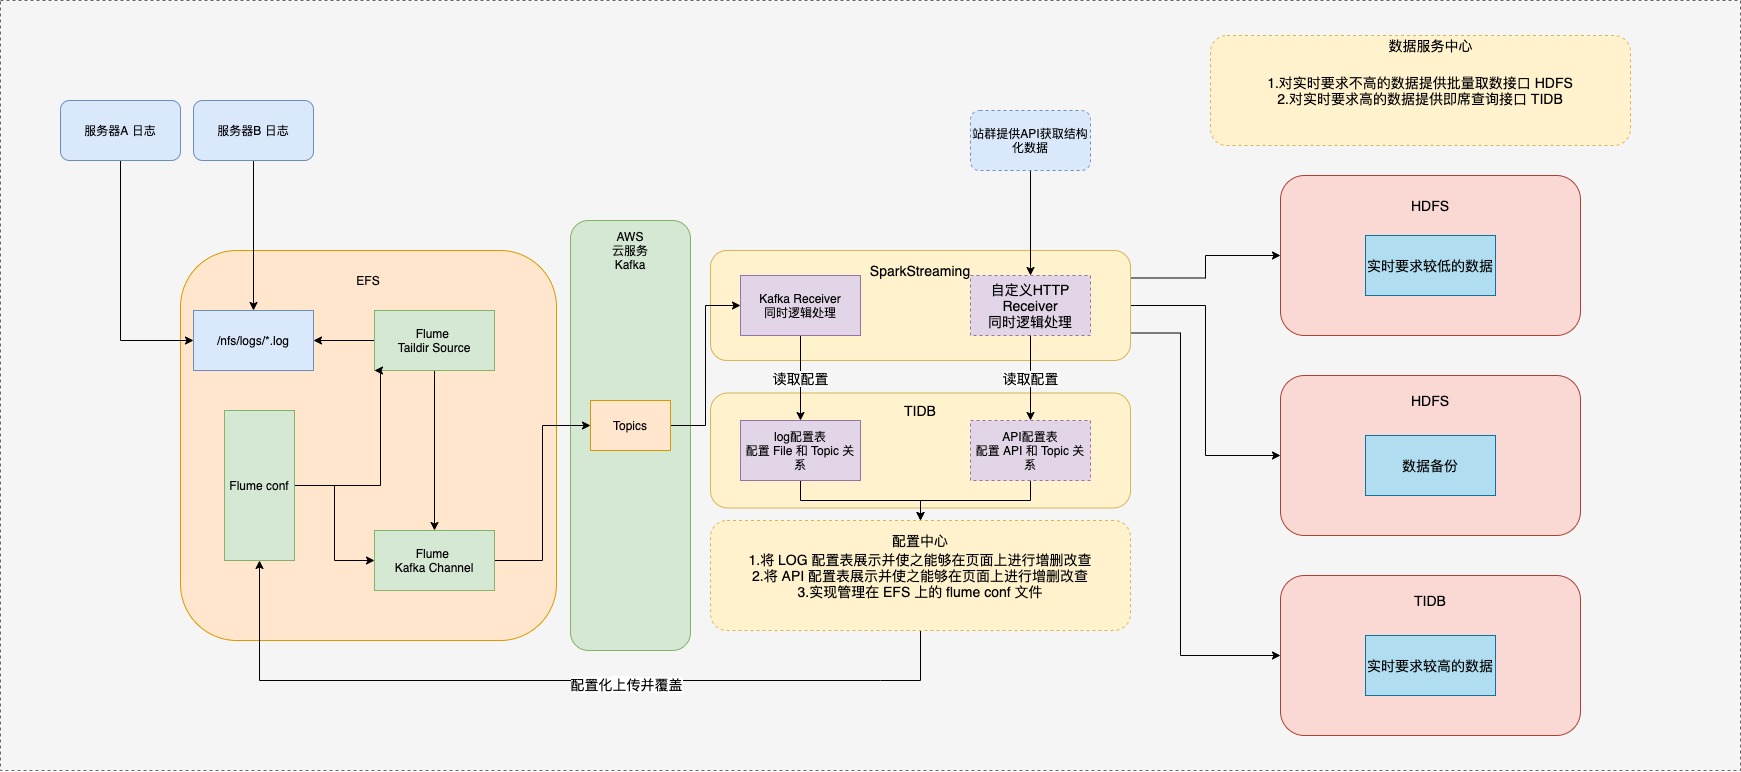 数据服务中心
1.对实时要求不高的数据提供批量取数接口 HDFS
2.对实时要求高的数据提供即席查询接口 TIDB
服务器A 日志
服务器B 日志
站群提供API获取结构
化数据
EFS
/nfs/logs/*.log
Flume
Taildir Source
Flume conf
Flume
Kafka Channel
AWS
云服务
Kafka
Topics
SparkStreaming
Kafka Receiver
同时逻辑处理
自定义HTTP
Receiver
同时逻辑处理
读取配置
读取配置
TIDB
log配置表
配置 File 和 Topic 关
系
API配置表
配置 API 和 Topic 关
系
配置中心
1.将 LOG 配置表展示并使之能够在页面上进行增删改查
2.将 API 配置表展示并使之能够在页面上进行增删改查
3.实现管理在 EFS 上的 flume conf 文件
配置化上传并覆盖
HDFS
实时要求较低的数据
HDFS
数据备份
TIDB
实时要求较高的数据